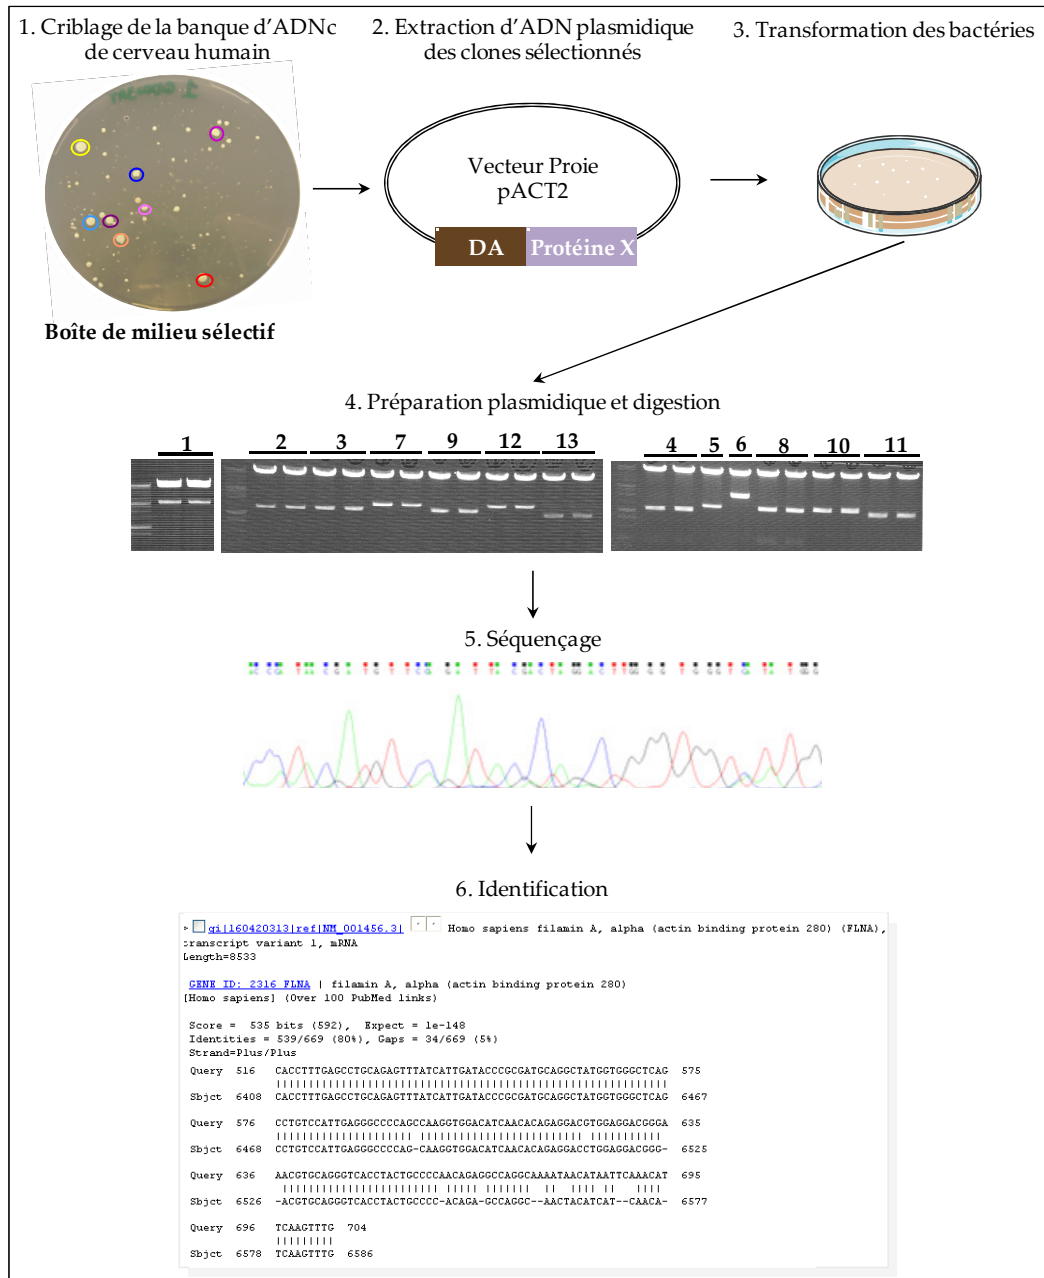 1. Criblage de la banque d'ADNc
de cerveau humain
2. Extraction d'ADN plasmidique
des clones sélectionnés
3. Transformation des bactéries
Vecteur Proie
pACT2
DA Protéine X
Boîte de milieu sélectif
4. Préparation plasmidique et digestion
1 2 3 7 9 12 13 4 5 6 8 10 11
5. Séquençage
6. Identification
gi|160420313|ref|NM_001456.3| Homo sapiens filamin A, alpha (actin binding protein 280) (FLNA),
transcript variant 1, mRNA
Length=8533
GENE ID: 2316 FLNA | filamin A, alpha (actin binding protein 280)
[Homo sapiens] (Over 100 PubMed links)
Score = 535 bits (592), Expect = 1e-148
Identities = 539/669 (80%), Gaps = 34/669 (5%)
Strand=Plus/Plus
Query 516 CACCTTTGAGCCTGCAGAGTTTATCATTGATACCCGCGATGCAGGCTATGGTGGGCTCAG 575
Sbjct 6408 CACCTTTGAGCCTGCAGAGTTTATCATTGATACCCGCGATGCAGGCTATGGTGGGCTCAG 6467
Query 576 CCTGTCCATTGAGGGCCCCAGCCAAGGTGGACATCAACACAGAGGACGTGGAGGACGGGA 635
Sbjct 6468 CCTGTCCATTGAGGGCCCCAG-CAAGGTGGACATCAACACAGAGGACCTGGAGGACGGG- 6525
Query 636 AACGTGCAGGGTCACCTACTGCCCCAACAGAGGCCAGGCAAAATAACATAATTCAAACAT 695
Sbjct 6526 -ACGTGCAGGGTCACCTACTGCCCC-ACAGA-GCCAGGC--AACTACATCAT--CAACA- 6577
Query 696 TCAAGTTTG 704
Sbjct 6578 TCAAGTTTG 6586